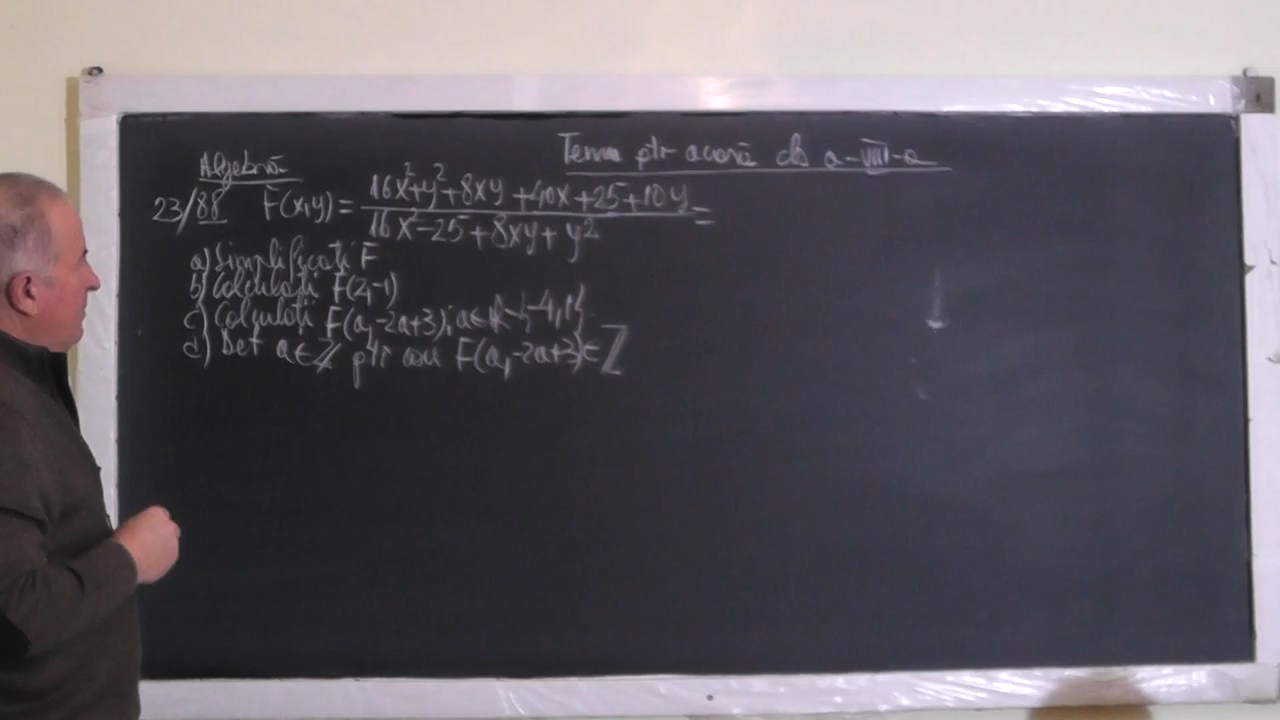 Tema ptr acasă cls a-VIII-a
Algebră
23/88 F(x,y) = (16x²+y²+8xy+40x+25+10y)/(16x²-25+8xy+y²) =
a) Simplificați F
b) Calculați F(2,-1)
c) Calculați F(a,-2a+3), a∈R-{-4,1}
d) Det a∈Z ptr care F(a,-2a+3)∈Z